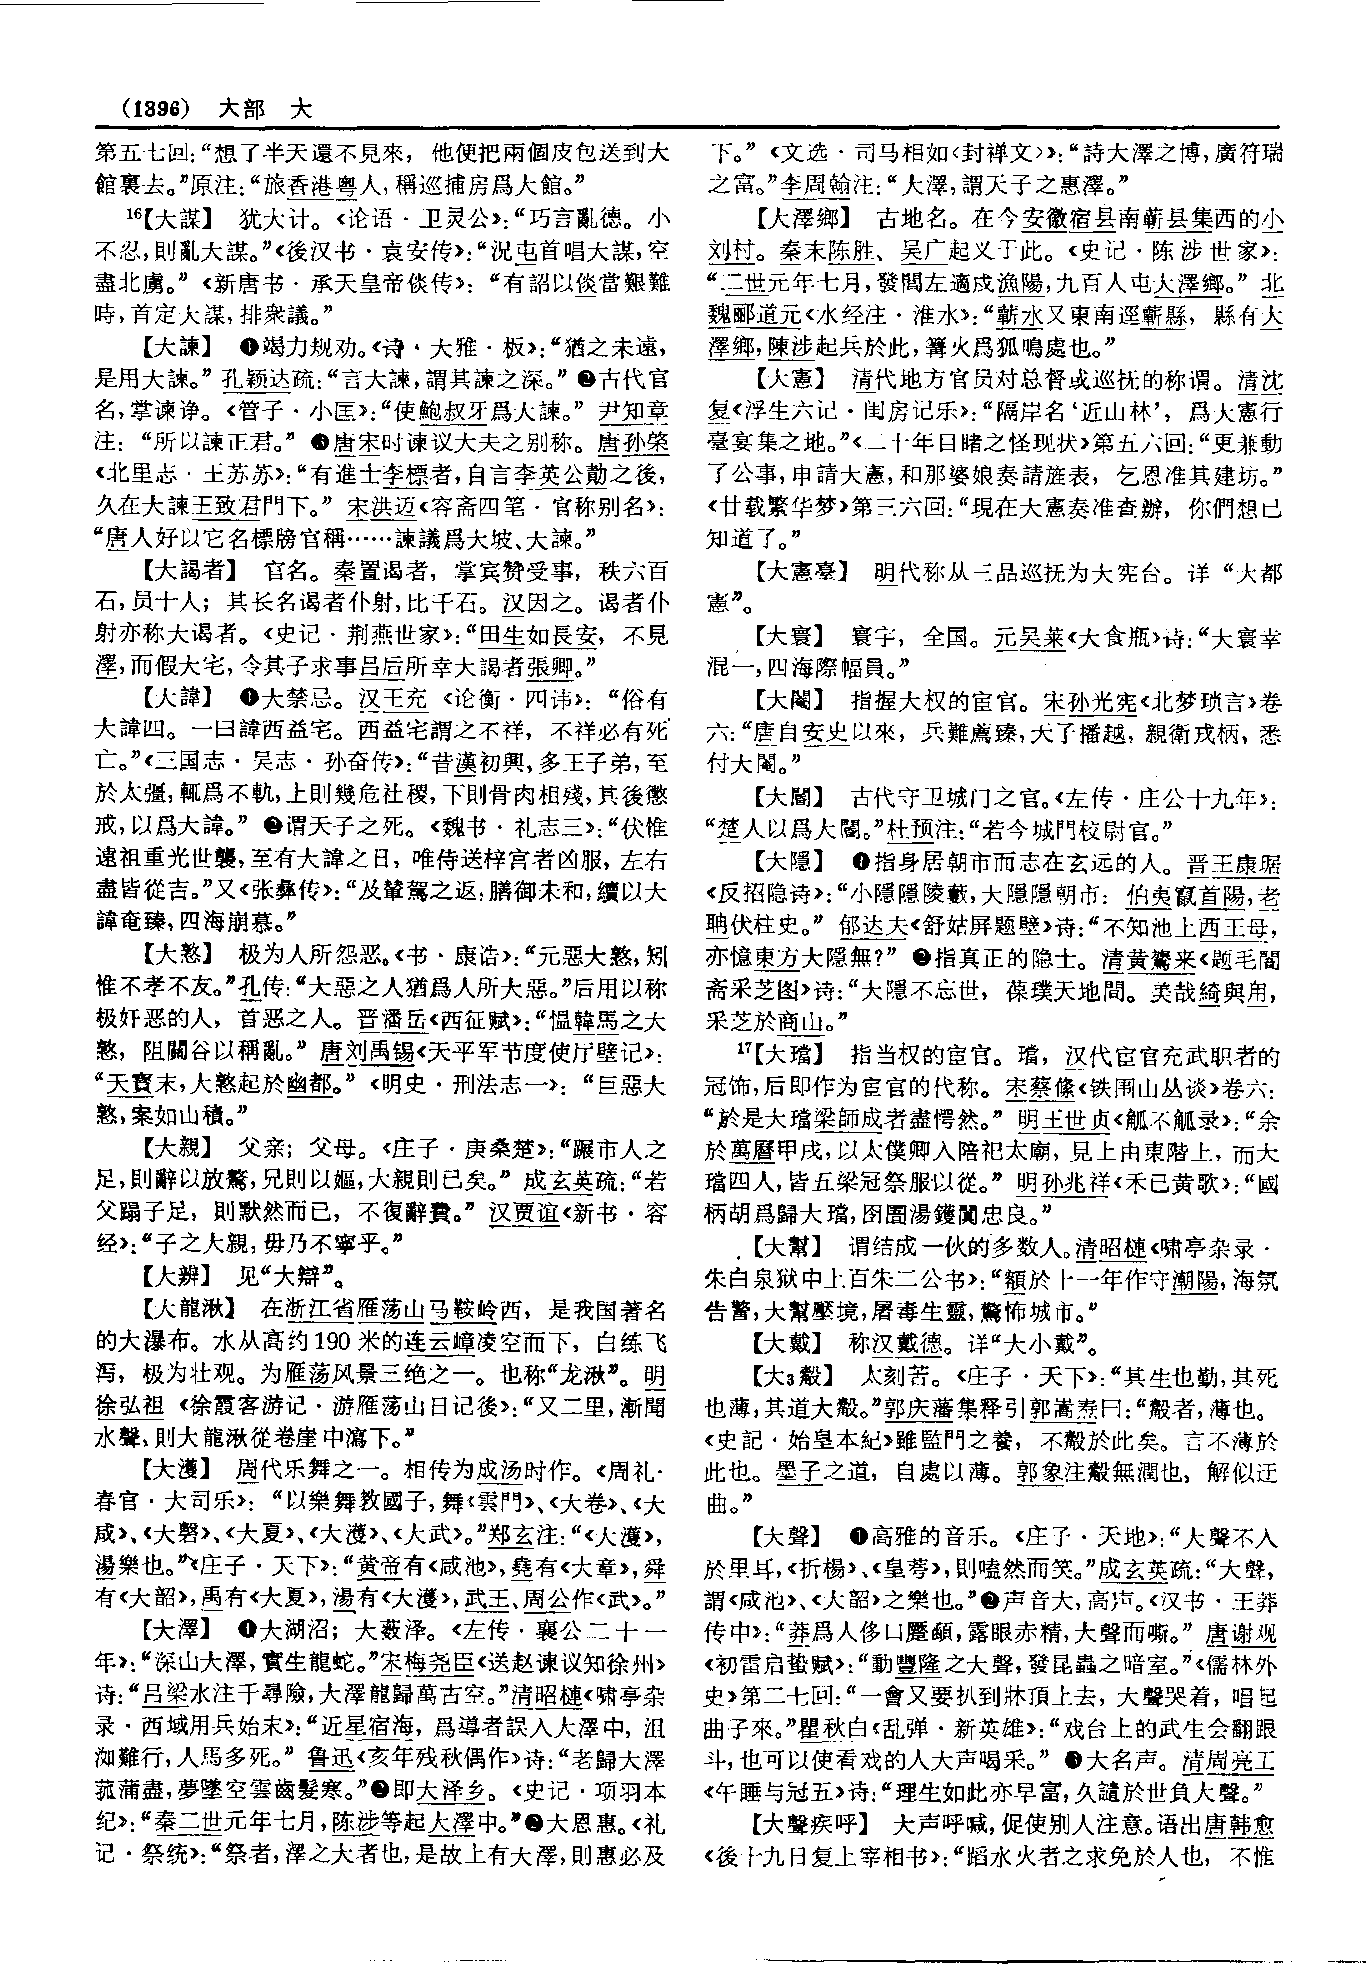 (1396) 大部 大
第五七回：“想了半天還不見來，他便把兩個皮包送到大
館裏去。”原注：“旅香港粤人，稱巡捕房爲大館。”
16【大謀】 犹大计。《论语·卫灵公》：“巧言亂德。小
不忍，則亂大謀。”《後汉书·袁安传》：“況屯首唱大謀，空
盡北虜。”《新唐书·承天皇帝倓传》：“有詔以倓當艱難
時，首定大謀，排衆議。”
【大諫】 ❶竭力规劝。《诗·大雅·板》：“猶之未遠，
是用大諫。”孔颖达疏：“言大諫，謂其諫之深。”❷古代官
名，掌谏诤。《管子·小匡》：“使鮑叔牙爲大諫。”尹知章
注：“所以諫正君。”❸唐宋时谏议大夫之别称。唐孙棨
《北里志·王苏苏》：“有進士李標者，自言李英公勣之後，
久在大諫王致君門下。”宋洪迈《容斋四笔·官称别名》：
“唐人好以它名標牓官稱……諫議爲大坡、大諫。”
【大謁者】 官名。秦置谒者，掌宾赞受事，秩六百
石，员十人；其长名谒者仆射，比千石。汉因之。谒者仆
射亦称大谒者。《史记·荆燕世家》：“田生如長安，不見
澤，而假大宅，令其子求事吕后所幸大謁者張卿。”
【大諱】 ❶大禁忌。汉王充《论衡·四讳》：“俗有
大諱四。一曰諱西益宅。西益宅謂之不祥，不祥必有死
亡。”《三国志·吴志·孙奋传》：“昔漢初興，多王子弟，至
於太彊，輒爲不軌，上則幾危社稷，下則骨肉相殘，其後懲
戒，以爲大諱。”❷谓天子之死。《魏书·礼志三》：“伏惟
遠祖重光世襲，至有大諱之日，唯侍送梓宫者凶服，左右
盡皆從吉。”又《张彝传》：“及輦駕之返，膳御未和，續以大
諱奄臻，四海崩慕。”
【大憝】 极为人所怨恶。《书·康诰》：“元惡大憝，矧
惟不孝不友。”孔传：“大惡之人猶爲人所大惡。”后用以称
极奸恶的人，首恶之人。晋潘岳《西征赋》：“愠韓馬之大
憝，阻關谷以稱亂。”唐刘禹锡《天平军节度使厅壁记》：
“天寶末，大憝起於幽都。”《明史·刑法志一》：“巨惡大
憝，案如山積。”
【大親】 父亲；父母。《庄子·庚桑楚》：“蹍市人之
足，則辭以放驁，兄則以嫗，大親則已矣。”成玄英疏：“若
父蹋子足，則默然而已，不復辭費。”汉贾谊《新书·容
经》：“子之大親，毋乃不寧乎。”
【大辨】 见“大辯”。
【大龍湫】 在浙江省雁荡山马鞍岭西，是我国著名
的大瀑布。水从高约190米的连云嶂凌空而下，白练飞
泻，极为壮观。为雁荡风景三绝之一。也称“龙湫”。明
徐弘祖《徐霞客游记·游雁荡山日记後》：“又二里，漸聞
水聲，則大龍湫從卷崖中瀉下。”
【大濩】 周代乐舞之一。相传为成汤时作。《周礼·
春官·大司乐》：“以樂舞教國子，舞《雲門》、《大卷》、《大
咸》、《大磬》、《大夏》、《大濩》、《大武》。”郑玄注：“《大濩》，
湯樂也。”《庄子·天下》：“黄帝有《咸池》，堯有《大章》，舜
有《大韶》，禹有《大夏》，湯有《大濩》，武王、周公作《武》。”
【大澤】 ❶大湖沼；大薮泽。《左传·襄公二十一
年》：“深山大澤，實生龍蛇。”宋梅尧臣《送赵谏议知徐州》
诗：“吕梁水注千尋險，大澤龍歸萬古空。”清昭槤《啸亭杂
录·西域用兵始末》：“近星宿海，爲導者誤入大澤中，沮
洳難行，人馬多死。”鲁迅《亥年残秋偶作》诗：“老歸大澤
菰蒲盡，夢墜空雲齒髮寒。”❷即大泽乡。《史记·项羽本
纪》：“秦二世元年七月，陈涉等起大澤中。”❸大恩惠。《礼
记·祭统》：“祭者，澤之大者也，是故上有大澤，則惠必及
下。”《文选·司马相如〈封禅文〉》：“詩大澤之博，廣符瑞
之富。”李周翰注：“大澤，謂天子之惠澤。”
【大澤鄉】 古地名。在今安徽宿县南蕲县集西的小
刘村。秦末陈胜、吴广起义于此。《史记·陈涉世家》：
“二世元年七月，發閭左適戍漁陽，九百人屯大澤鄉。”北
魏郦道元《水经注·淮水》：“蘄水又東南逕蘄縣，縣有大
澤鄉，陳涉起兵於此，篝火爲狐鳴處也。”
【大憲】 清代地方官员对总督或巡抚的称谓。清沈
复《浮生六记·闺房记乐》：“隔岸名‘近山林’，爲大憲行
臺宴集之地。”《二十年目睹之怪现状》第五六回：“更兼動
了公事，申請大憲，和那婆娘奏請旌表，乞恩准其建坊。”
《廿载繁华梦》第三六回：“現在大憲奏准查辦，你們想已
知道了。”
【大憲臺】 明代称从三品巡抚为大宪台。详“大都
憲”。
【大寰】 寰宇，全国。元吴莱《大食瓶》诗：“大寰幸
混一，四海際幅員。”
【大閹】 指握大权的宦官。宋孙光宪《北梦琐言》卷
六：“唐自安史以來，兵難薦臻，大子播越，親衛戎柄，悉
付大閹。”
【大閽】 古代守卫城门之官。《左传·庄公十九年》：
“楚人以爲大閽。”杜预注：“若今城門校尉官。”
【大隱】 ❶指身居朝市而志在玄远的人。晋王康琚
《反招隐诗》：“小隱隱陵藪，大隱隱朝市：伯夷竄首陽，老
聃伏柱史。”郁达夫《舒姑屏题壁》诗：“不知池上西王母，
亦憶東方大隱無？”❷指真正的隐士。清黄鷟来《题毛闇
斋采芝图》诗：“大隱不忘世，葆璞天地間。美哉綺與甪，
采芝於商山。”
17【大璫】 指当权的宦官。璫，汉代宦官充武职者的
冠饰，后即作为宦官的代称。宋蔡絛《铁围山丛谈》卷六：
“於是大璫梁師成者盡愕然。”明王世贞《觚不觚录》：“余
於萬曆甲戌，以太僕卿入陪祀太廟，見上由東階上，而大
璫四人，皆五梁冠祭服以從。”明孙兆祥《禾已黄歌》：“國
柄胡爲歸大璫，囹圄湯鑊闐忠良。”
【大幫】 谓结成一伙的多数人。清昭槤《啸亭杂录·
朱白泉狱中上百朱二公书》：“額於十一年作守潮陽，海氛
告警，大幫壓境，屠毒生靈，驚怖城市。”
【大戴】 称汉戴德。详“大小戴”。
【大3觳】 太刻苦。《庄子·天下》：“其生也勤，其死
也薄，其道大觳。”郭庆藩集释引郭嵩焘曰：“觳者，薄也。
《史記·始皇本紀》雖監門之養，不觳於此矣。言不薄於
此也。墨子之道，自處以薄。郭象注觳無潤也，解似迂
曲。”
【大聲】 ❶高雅的音乐。《庄子·天地》：“大聲不入
於里耳，《折楊》、《皇荂》，則嗑然而笑。”成玄英疏：“大聲，
謂《咸池》、《大韶》之樂也。”❷声音大，高声。《汉书·王莽
传中》：“莽爲人侈口蹷顄，露眼赤精，大聲而嘶。”唐谢观
《初雷启蛰赋》：“動豐隆之大聲，發昆蟲之暗室。”《儒林外
史》第二七回：“一會又要扒到牀頂上去，大聲哭着，唱起
曲子來。”瞿秋白《乱弹·新英雄》：“戏台上的武生会翻跟
斗，也可以使看戏的人大声喝采。”❸大名声。清周亮工
《午睡与冠五》诗：“理生如此亦早富，久譴於世負大聲。”
【大聲疾呼】 大声呼喊，促使别人注意。语出唐韩愈
《後十九日复上宰相书》：“蹈水火者之求免於人也，不惟